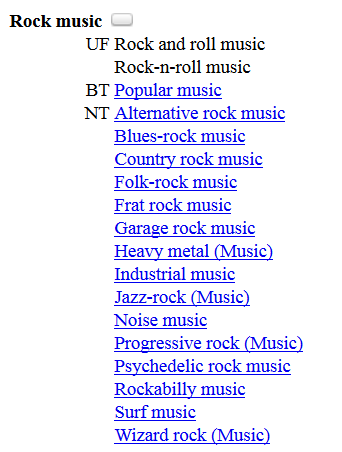 Rock music
UF Rock and roll music
Rock-n-roll music
BT Popular music
NT Alternative rock music
Blues-rock music
Country rock music
Folk-rock music
Frat rock music
Garage rock music
Heavy metal (Music)
Industrial music
Jazz-rock (Music)
Noise music
Progressive rock (Music)
Psychedelic rock music
Rockabilly music
Surf music
Wizard rock (Music)